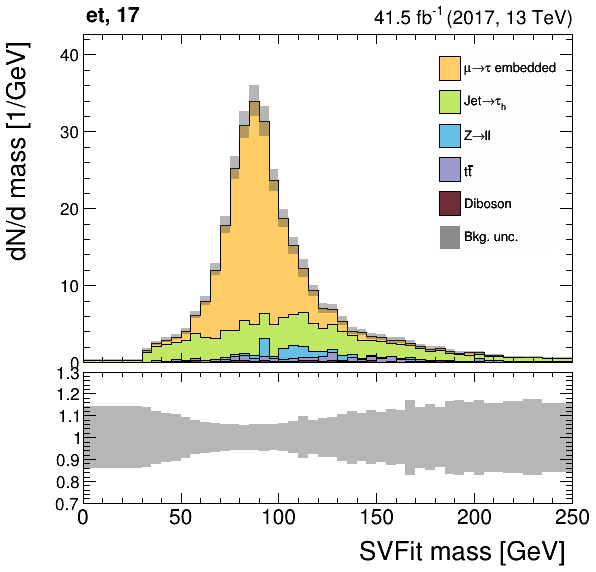 et, 17
41.5 fb⁻¹ (2017, 13 TeV)
dN/d mass [1/GeV]
40
30
20
10
0
μ→τ embedded
Jet→τₕ
Z→ll
tt̄
Diboson
Bkg. unc.
1.3
1.2
1.1
1
0.9
0.8
0.7
0 50 100 150 200 250
SVFit mass [GeV]